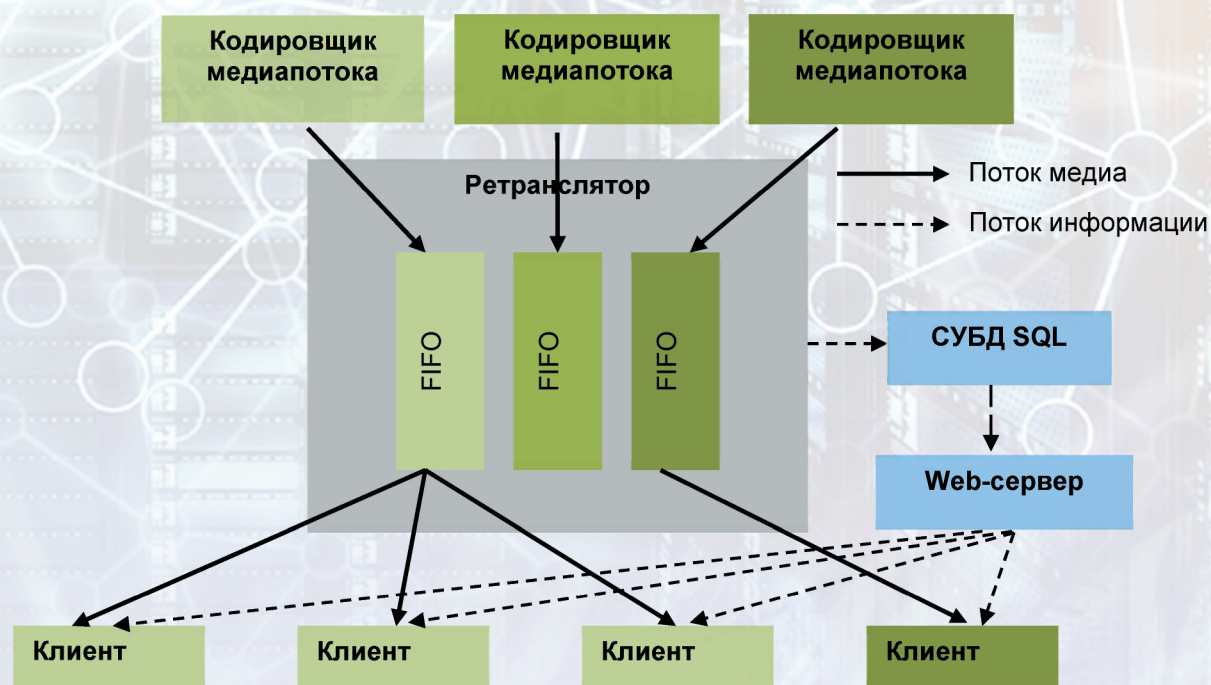 Кодировщик
медиапотока
Кодировщик
медиапотока
Кодировщик
медиапотока
Ретранслятор
Поток медиа
Поток информации
FIFO
FIFO
FIFO
СУБД SQL
Web-сервер
Клиент
Клиент
Клиент
Клиент